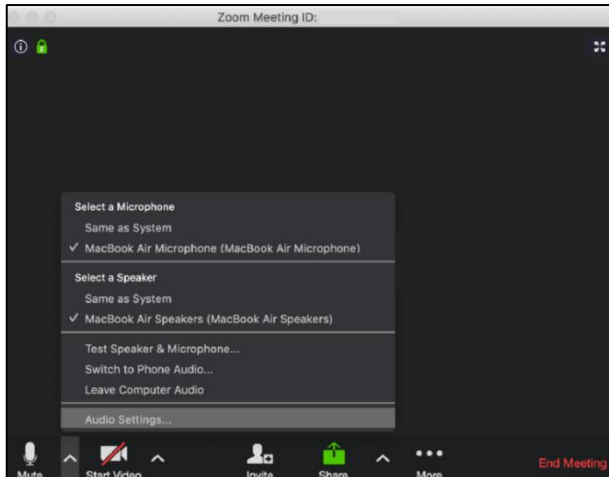 Zoom Meeting ID:
Select a Microphone
Same as System
✓ MacBook Air Microphone (MacBook Air Microphone)
Select a Speaker
Same as System
✓ MacBook Air Speakers (MacBook Air Speakers)
Test Speaker & Microphone...
Switch to Phone Audio...
Leave Computer Audio
Audio Settings...
Mute Start Video Invite Share More End Meeting